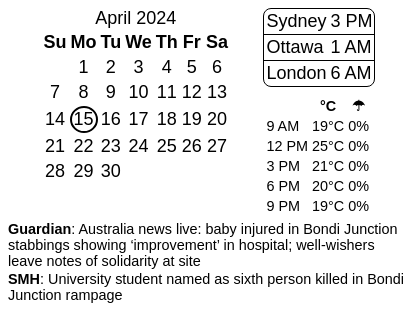 April 2024
Su Mo Tu We Th Fr Sa
1 2 3 4 5 6
7 8 9 10 11 12 13
14 15 16 17 18 19 20
21 22 23 24 25 26 27
28 29 30
Sydney 3 PM
Ottawa 1 AM
London 6 AM
°C ☂
9 AM 19°C 0%
12 PM 25°C 0%
3 PM 21°C 0%
6 PM 20°C 0%
9 PM 19°C 0%
Guardian: Australia news live: baby injured in Bondi Junction
stabbings showing ‘improvement’ in hospital; well-wishers
leave notes of solidarity at site
SMH: University student named as sixth person killed in Bondi
Junction rampage